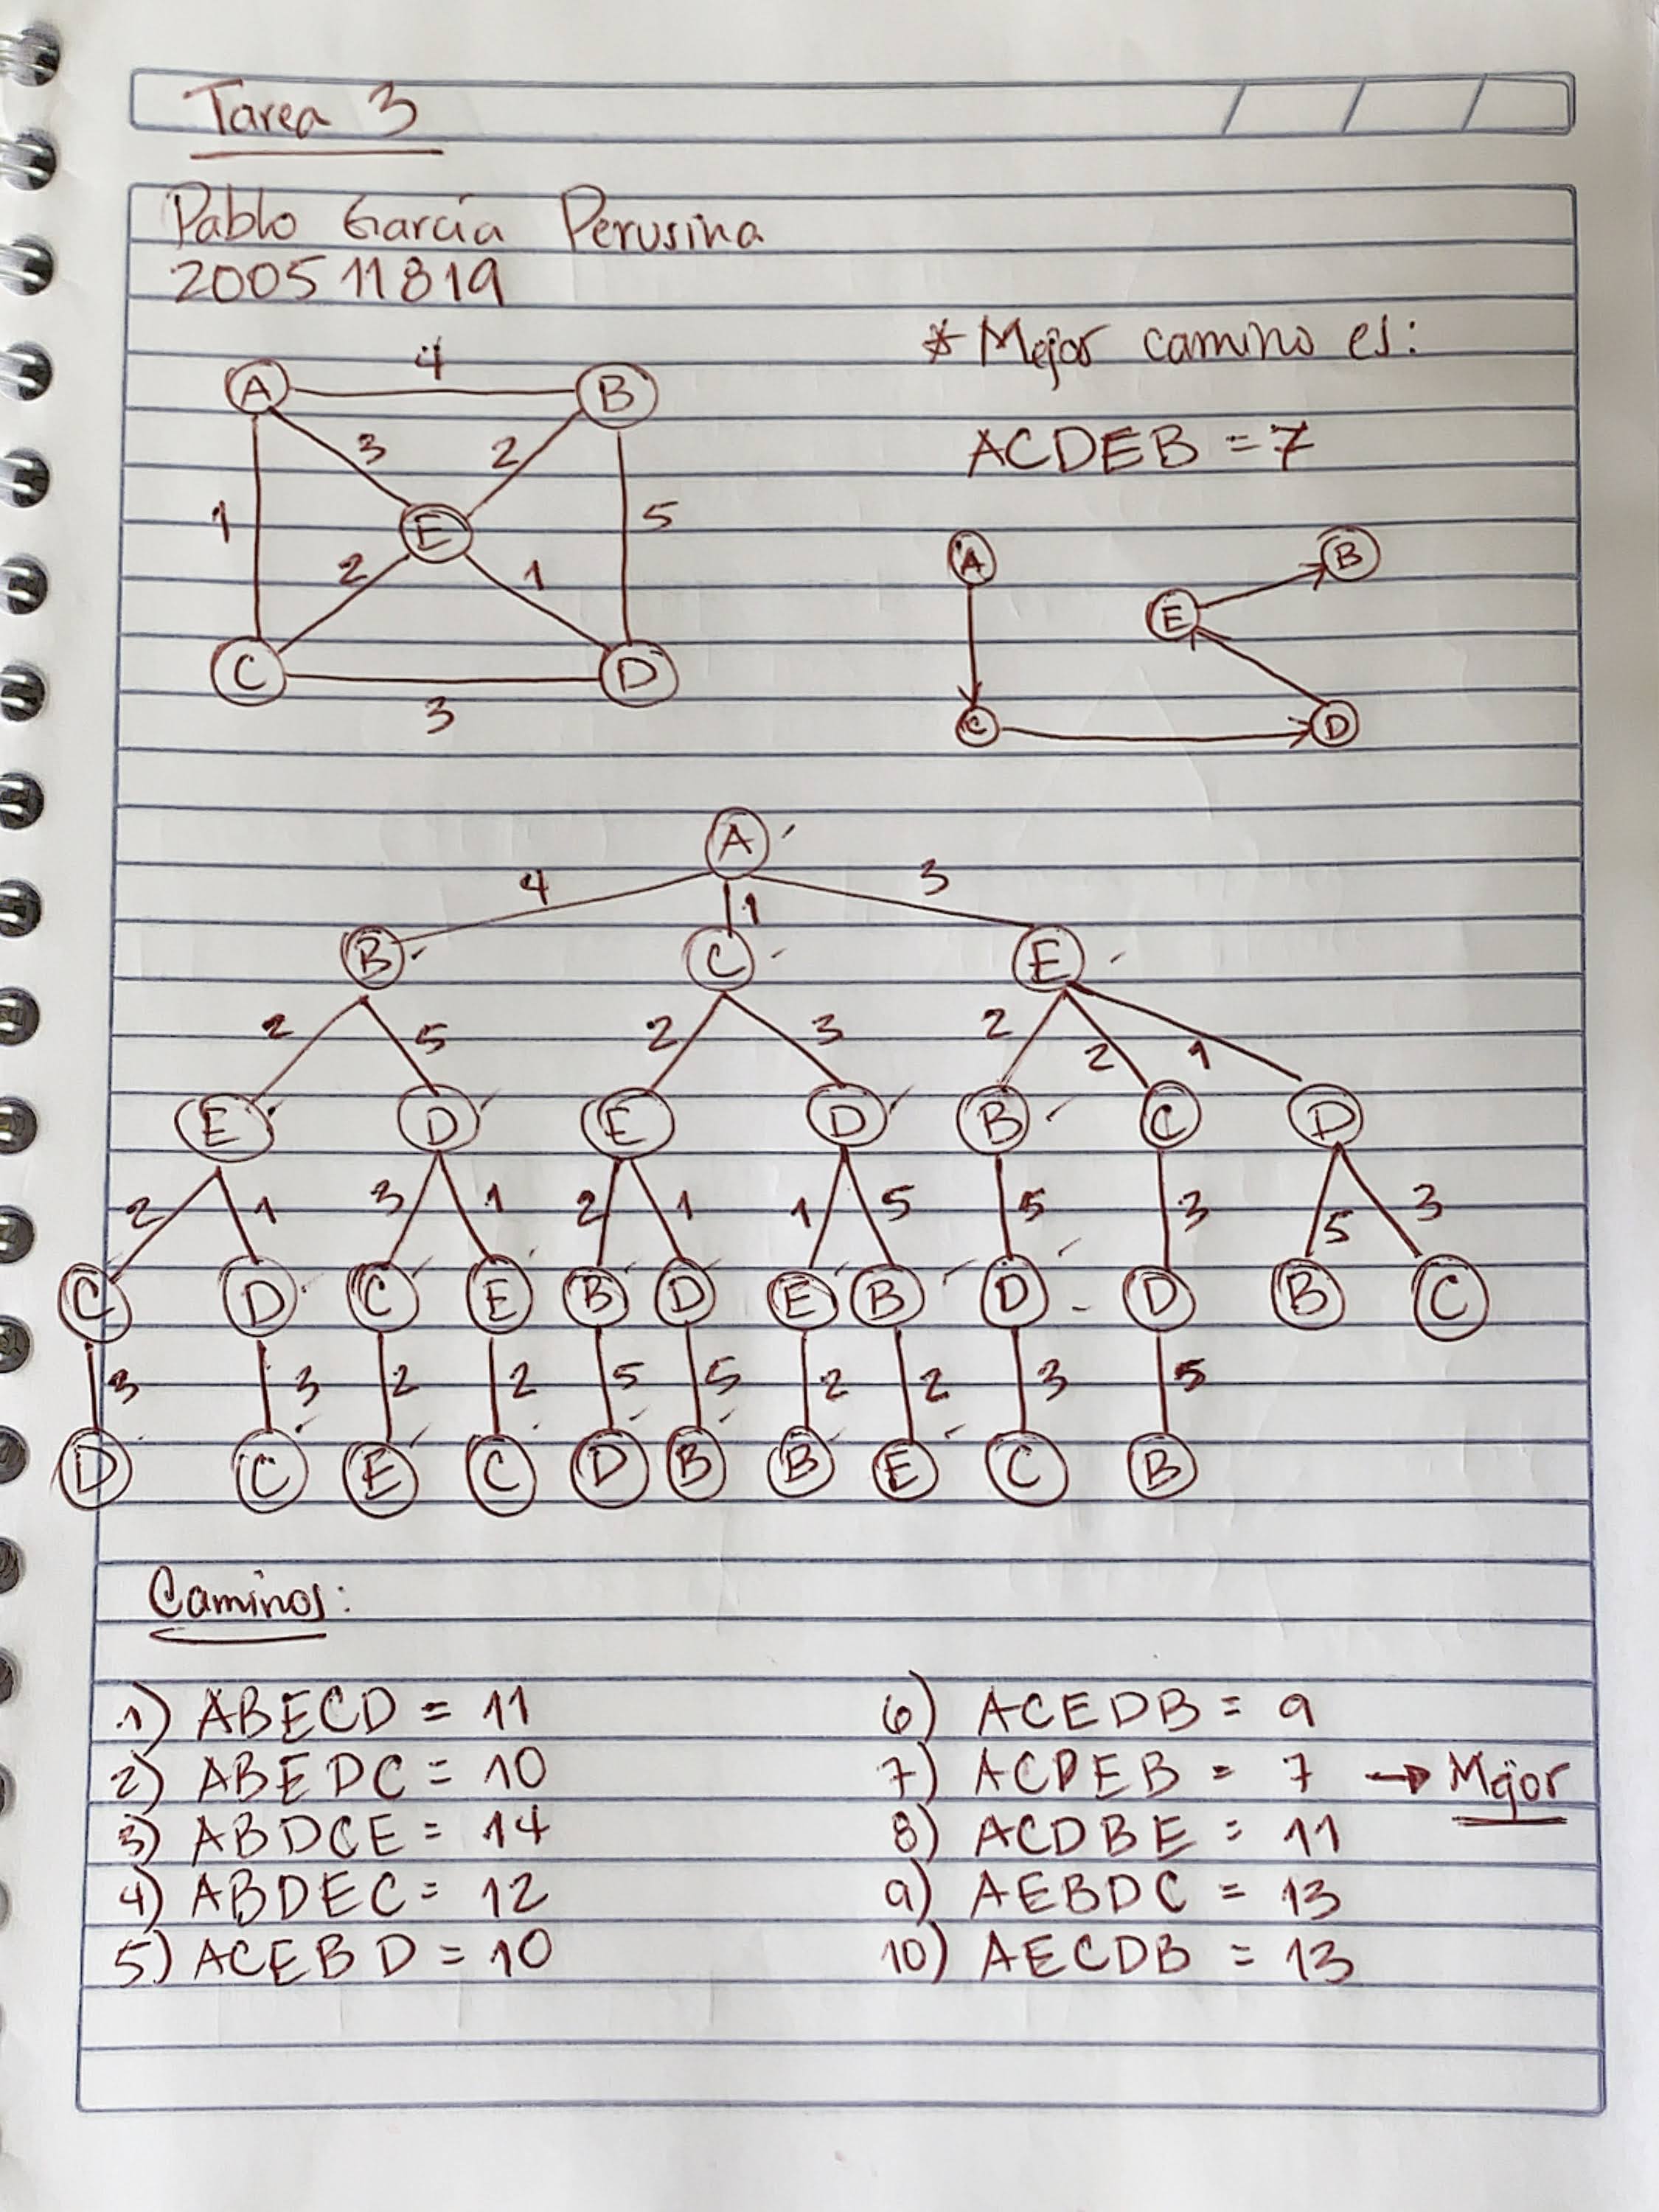 Tarea 3
Pablo García Perusina
200511819
* Mejor camino es:
ACDEB = 7
A 4 B
3 2
1 E 5
2 1
C D
3
A B
E
C D
A
4 1 3
B C E
2 5 2 3 2 2 1
E D E D B C D
2 1 3 1 2 1 1 5 5 3 5 3
C D C E B D E B D D B C
3 3 2 2 5 5 2 2 3 5
D C E C D B B E C B
Caminos:
1) ABECD = 11
2) ABEDC = 10
3) ABDCE = 14
4) ABDEC = 12
5) ACEBD = 10
6) ACEDB = 9
7) ACDEB = 7 → Mejor
8) ACDBE = 11
9) AEBDC = 13
10) AECDB = 13